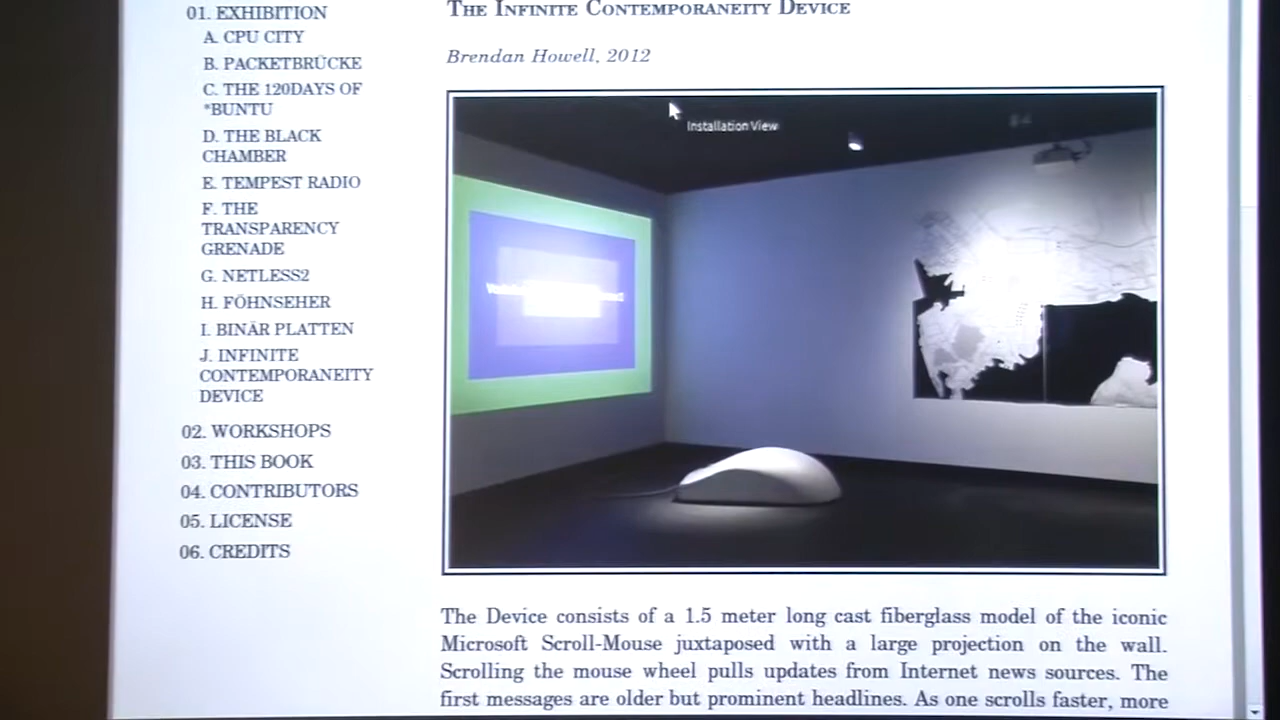 01. EXHIBITION
A. CPU CITY
B. PACKETBRÜCKE
C. THE 120DAYS OF
*BUNTU
D. THE BLACK
CHAMBER
E. TEMPEST RADIO
F. THE
TRANSPARENCY
GRENADE
G. NETLESS2
H. FÖHNSEHER
I. BINÄR PLATTEN
J. INFINITE
CONTEMPORANEITY
DEVICE
02. WORKSHOPS
03. THIS BOOK
04. CONTRIBUTORS
05. LICENSE
06. CREDITS
THE INFINITE CONTEMPORANEITY DEVICE
Brendan Howell, 2012
Installation View
The Device consists of a 1.5 meter long cast fiberglass model of the iconic
Microsoft Scroll-Mouse juxtaposed with a large projection on the wall.
Scrolling the mouse wheel pulls updates from Internet news sources. The
first messages are older but prominent headlines. As one scrolls faster, more